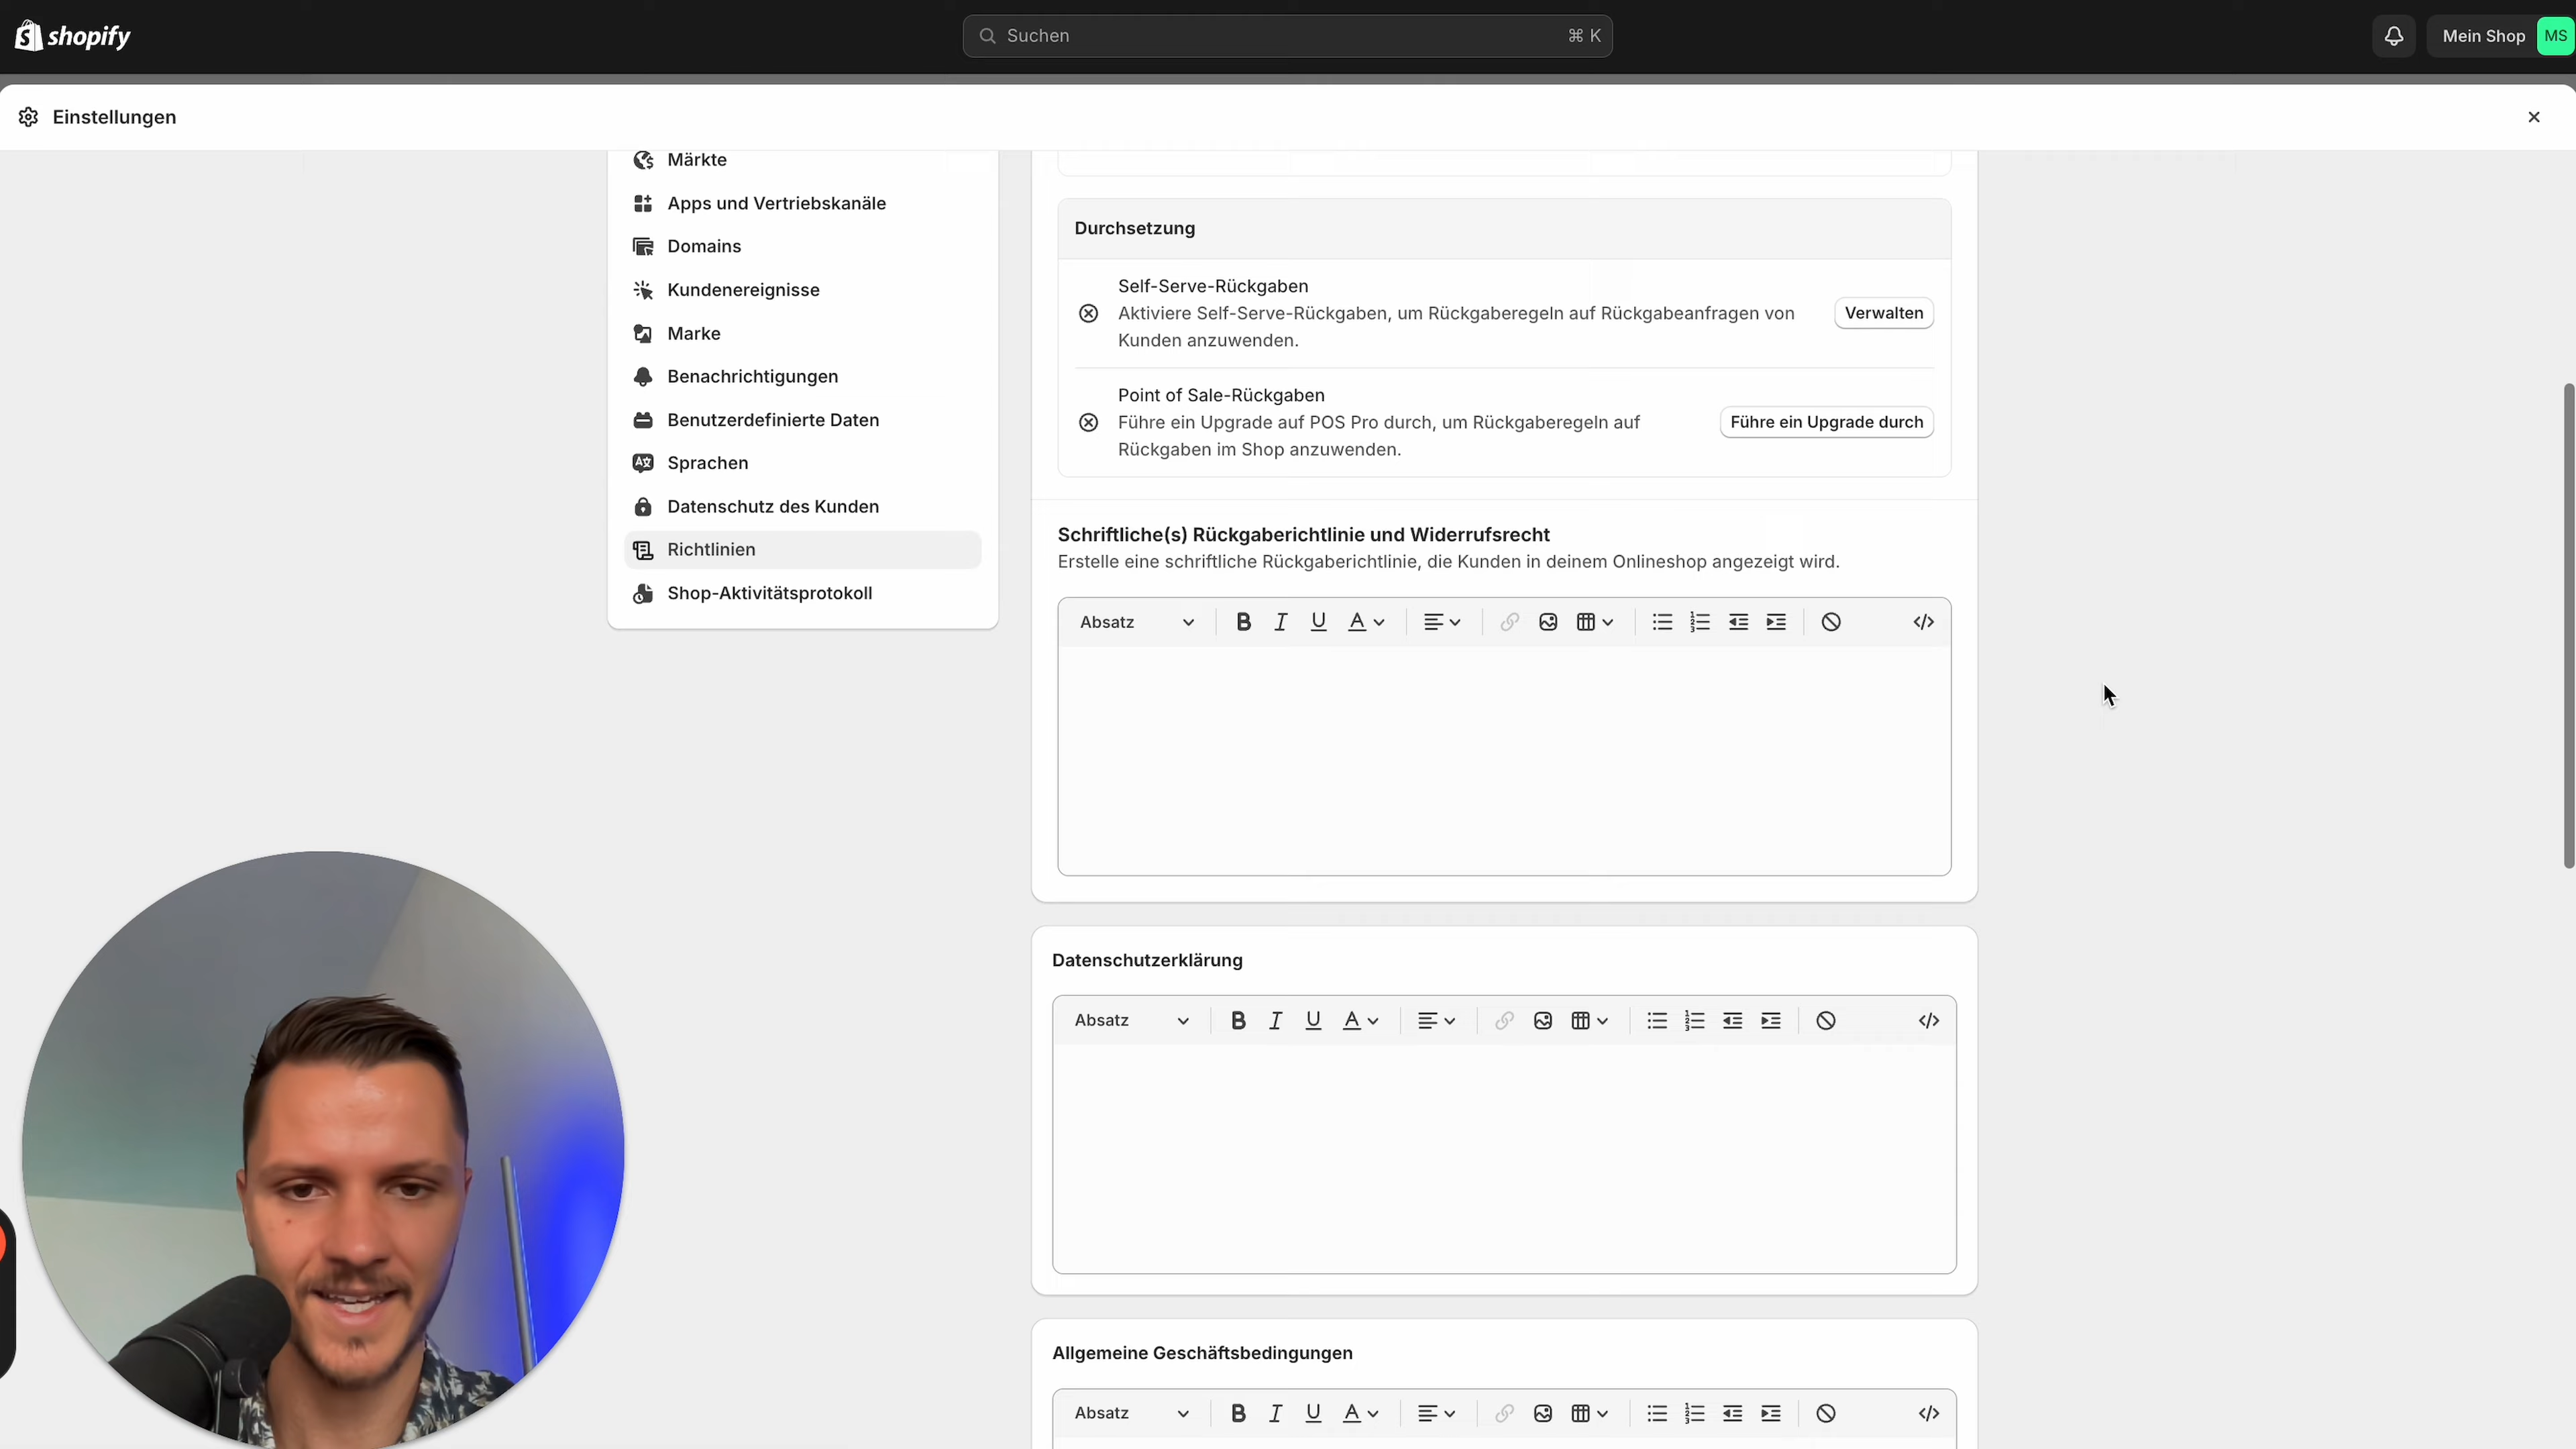 shopify
Suchen
⌘ K
Mein Shop
MS
Einstellungen
Märkte
Apps und Vertriebskanäle
Domains
Kundenereignisse
Marke
Benachrichtigungen
Benutzerdefinierte Daten
Sprachen
Datenschutz des Kunden
Richtlinien
Shop-Aktivitätsprotokoll
Durchsetzung
Self-Serve-Rückgaben
Aktiviere Self-Serve-Rückgaben, um Rückgaberegeln auf Rückgabeanfragen von
Kunden anzuwenden.
Verwalten
Point of Sale-Rückgaben
Führe ein Upgrade auf POS Pro durch, um Rückgaberegeln auf
Rückgaben im Shop anzuwenden.
Führe ein Upgrade durch
Schriftliche(s) Rückgaberichtlinie und Widerrufsrecht
Erstelle eine schriftliche Rückgaberichtlinie, die Kunden in deinem Onlineshop angezeigt wird.
Absatz
Datenschutzerklärung
Absatz
Allgemeine Geschäftsbedingungen
Absatz